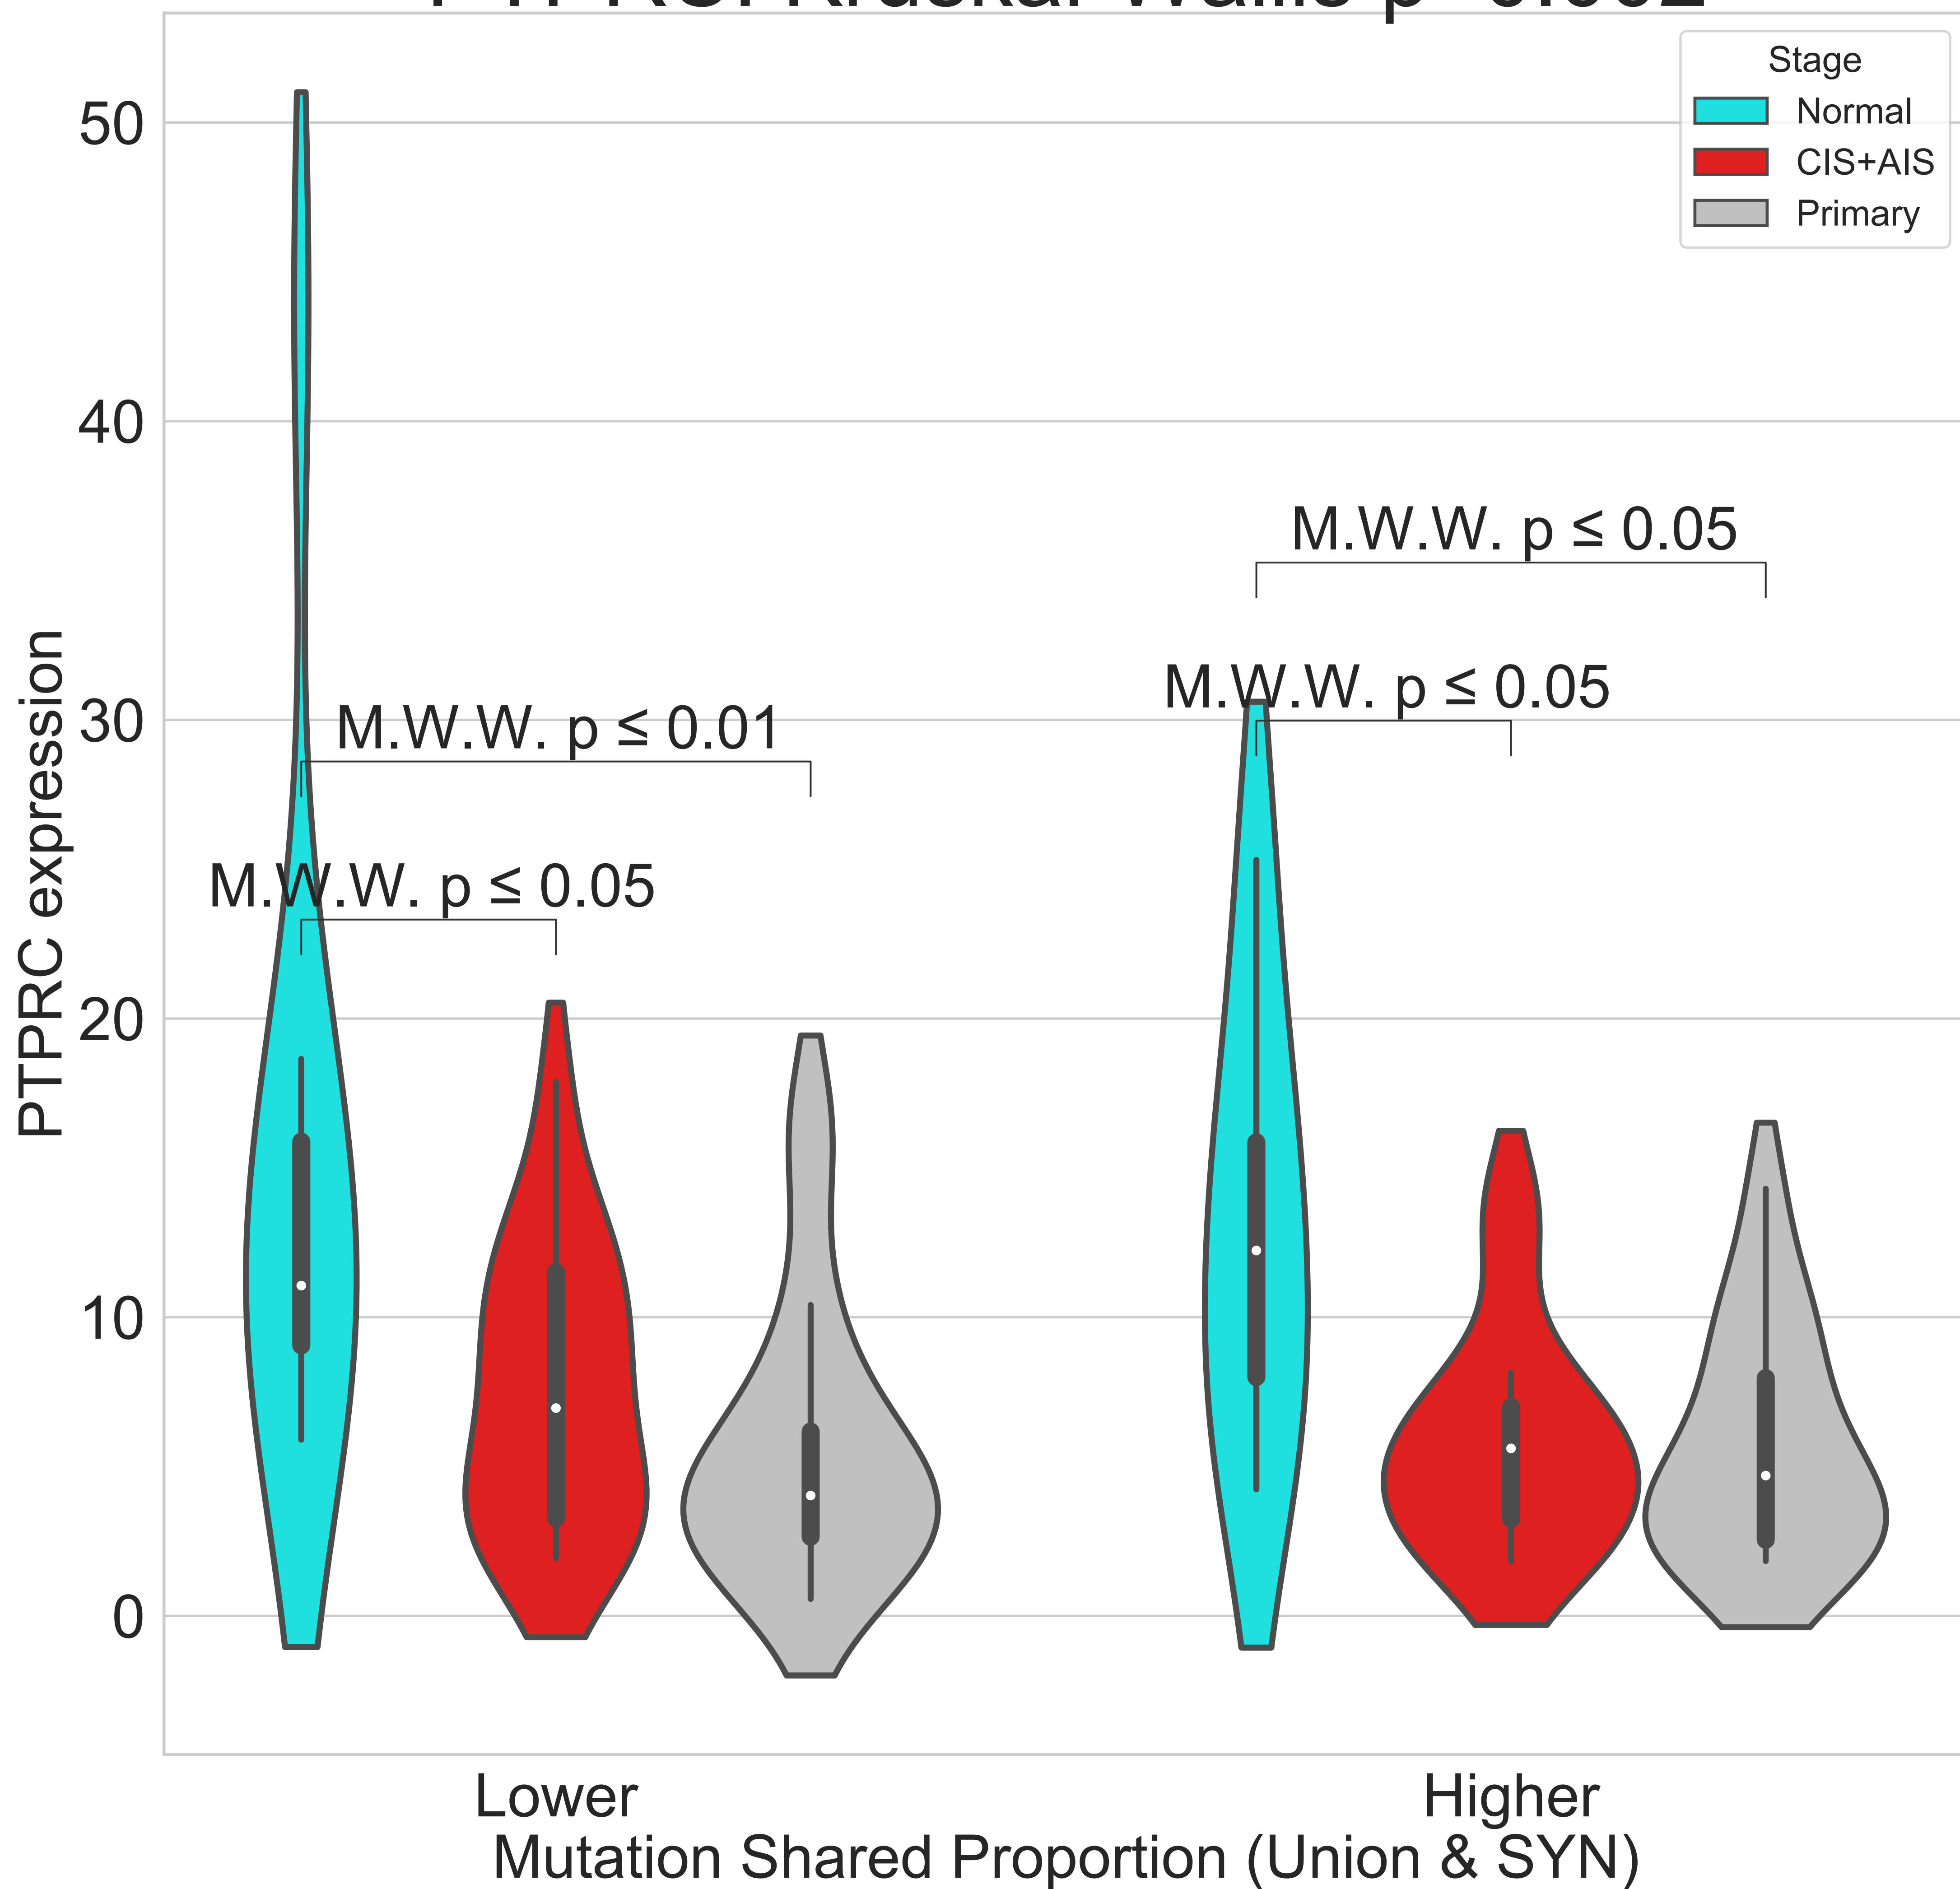 Stage
Normal
CIS+AIS
Primary
50
40
30
20
10
0
PTPRC expression
M.W.W. p ≤ 0.05
M.W.W. p ≤ 0.05
M.W.W. p ≤ 0.01
M.W.W. p ≤ 0.05
Lower
Higher
Mutation Shared Proportion (Union & SYN)